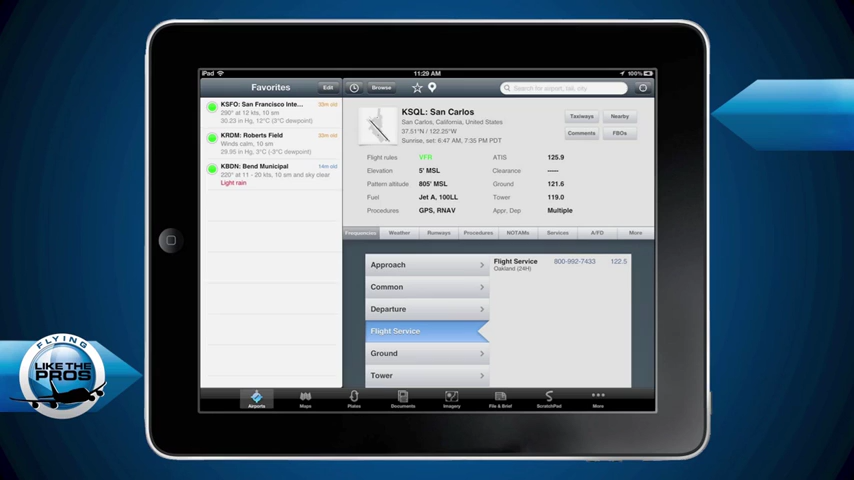 iPad
11:29 AM
100%
Favorites
Edit
Browse
Search for airport, tail, city
KSFO: San Francisco Inte...
33m old
290° at 12 kts, 10 sm
30.23 in Hg, 12°C (3°C dewpoint)
KRDM: Roberts Field
33m old
Winds calm, 10 sm
29.95 in Hg, 3°C (-3°C dewpoint)
KBDN: Bend Municipal
14m old
220° at 11 - 20 kts, 10 sm and sky clear
Light rain
KSQL: San Carlos
San Carlos, California, United States
37.51°N / 122.25°W
Sunrise, set: 6:47 AM, 7:35 PM PDT
Taxiways
Nearby
Comments
FBOs
Flight rules VFR ATIS 125.9
Elevation 5' MSL Clearance -----
Pattern altitude 805' MSL Ground 121.6
Fuel Jet A, 100LL Tower 119.0
Procedures GPS, RNAV Appr, Dep Multiple
Frequencies Weather Runways Procedures NOTAMs Services A/FD More
Approach
Common
Departure
Flight Service
Ground
Tower
Flight Service 800-992-7433 122.5
Oakland (24H)
Airports Maps Plates Documents Imagery File & Brief ScratchPad More
FLYING
LIKE THE
PROS